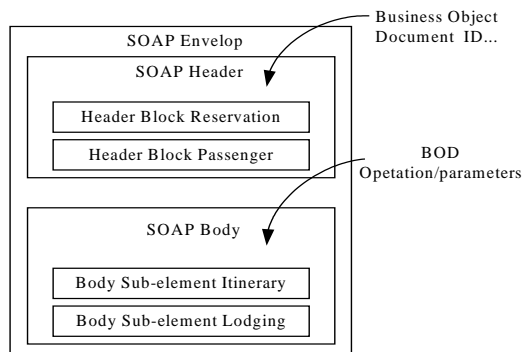 Business Object
Document ID...
SOAP Envelop
SOAP Header
Header Block Reservation
Header Block Passenger
BOD
Opetation/parameters
SOAP Body
Body Sub-element Itinerary
Body Sub-element Lodging